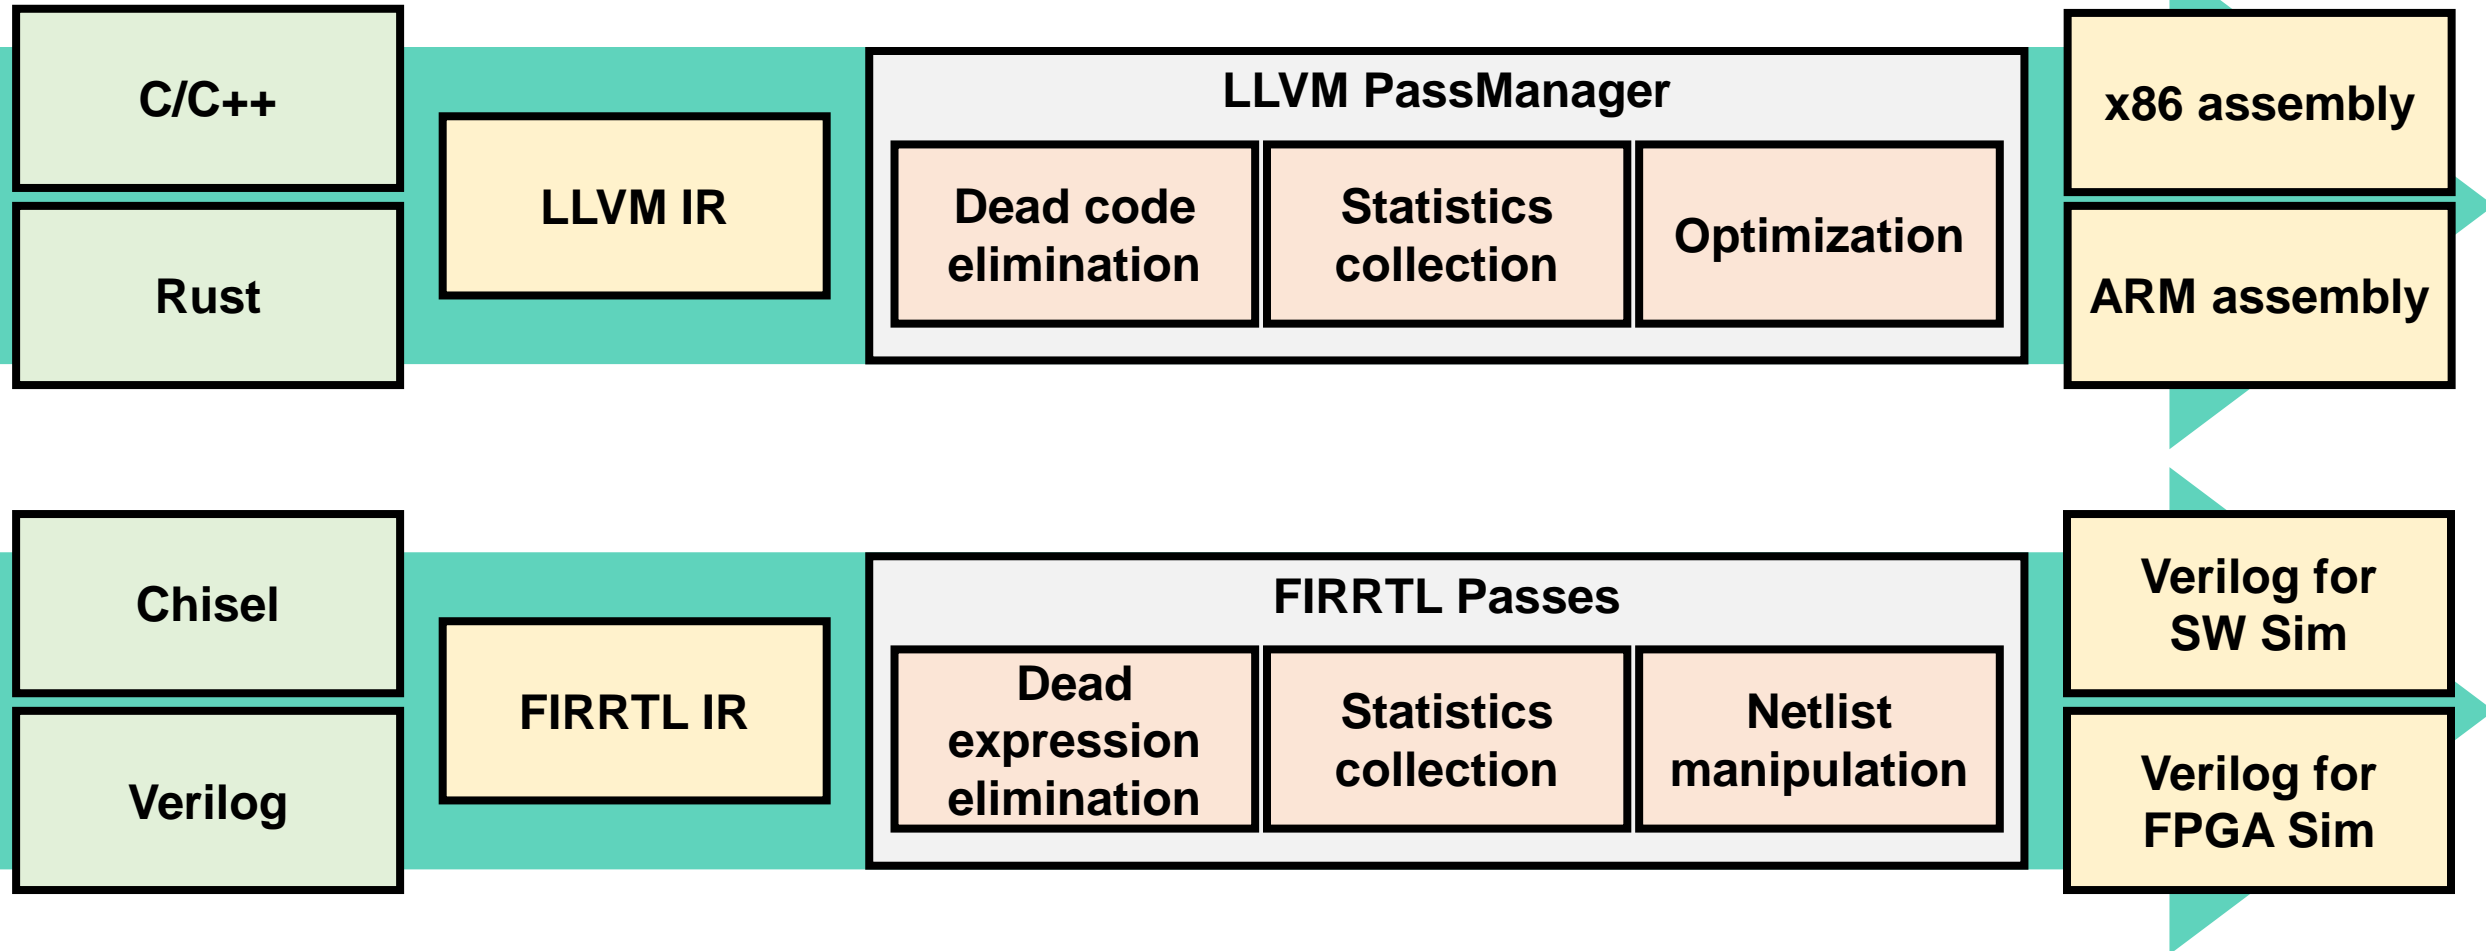 C/C++
Rust
LLVM IR
LLVM PassManager
Dead code
elimination
Statistics
collection
Optimization
x86 assembly
ARM assembly
Chisel
Verilog
FIRRTL IR
FIRRTL Passes
Dead
expression
elimination
Statistics
collection
Netlist
manipulation
Verilog for
SW Sim
Verilog for
FPGA Sim